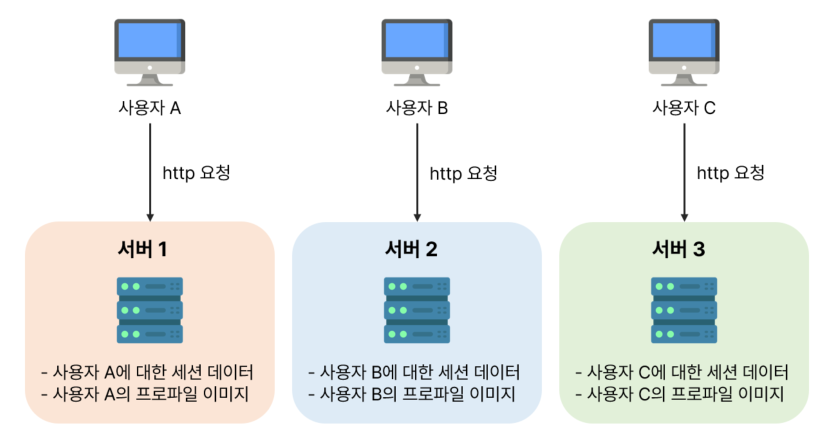 사용자 A
사용자 B
사용자 C
http 요청
http 요청
http 요청
서버 1
- 사용자 A에 대한 세션 데이터
- 사용자 A의 프로파일 이미지
서버 2
- 사용자 B에 대한 세션 데이터
- 사용자 B의 프로파일 이미지
서버 3
- 사용자 C에 대한 세션 데이터
- 사용자 C의 프로파일 이미지